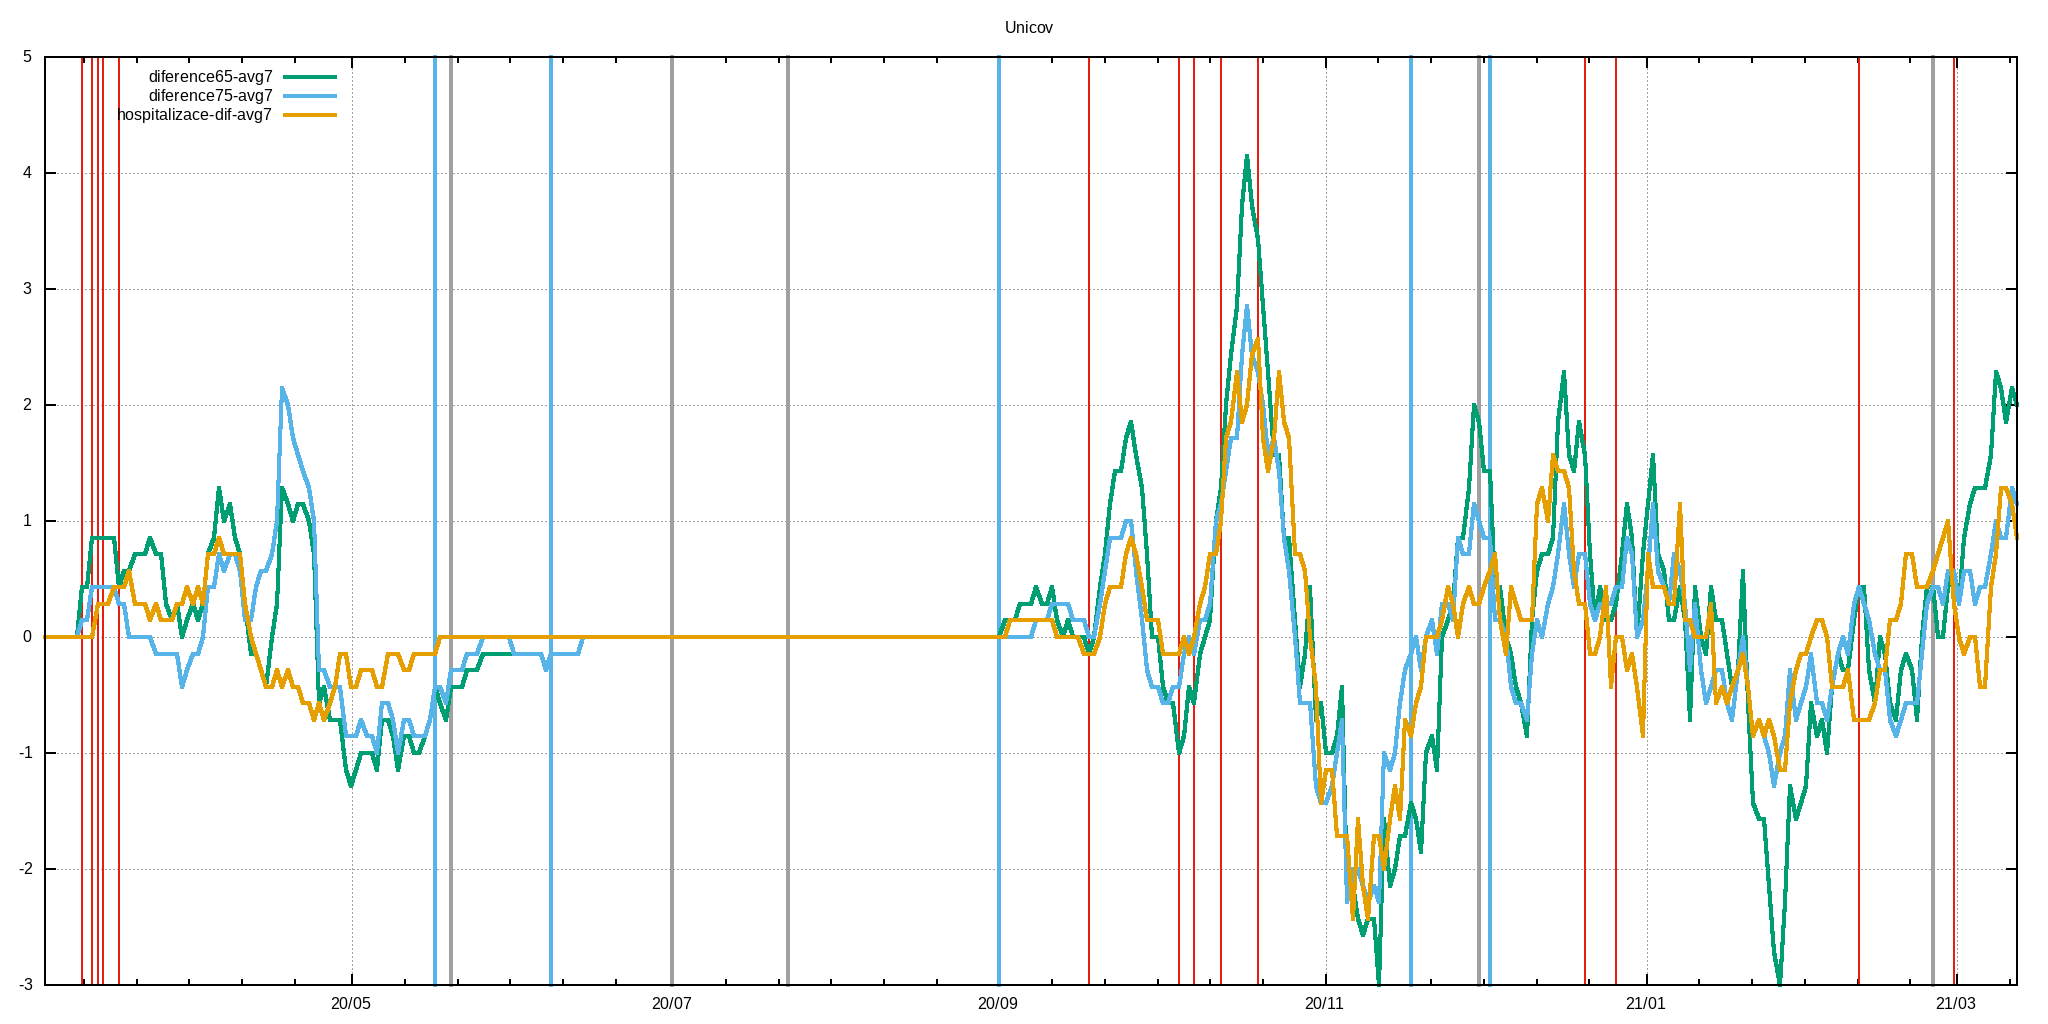 Unicov
diference65-avg7
diference75-avg7
hospitalizace-dif-avg7
5
4
3
2
1
0
-1
-2
-3
20/05 20/07 20/09 20/11 21/01 21/03